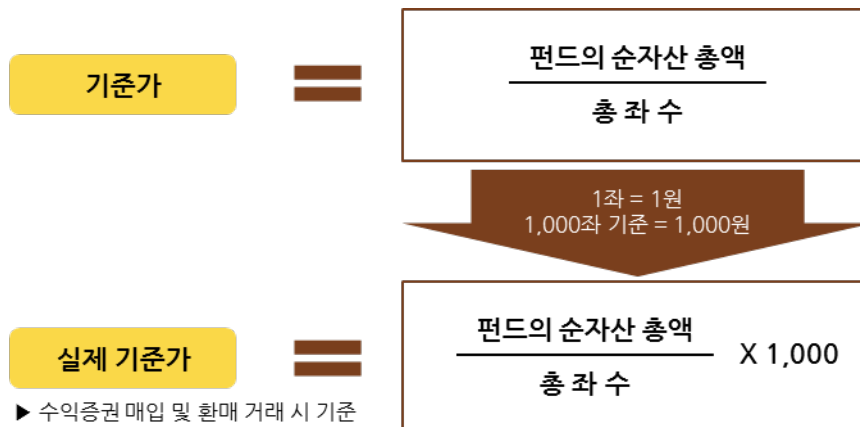 기준가
펀드의 순자산 총액
총 좌 수
1좌 = 1원
1,000좌 기준 = 1,000원
실제 기준가
펀드의 순자산 총액
총 좌 수
X 1,000
▶ 수익증권 매입 및 환매 거래 시 기준